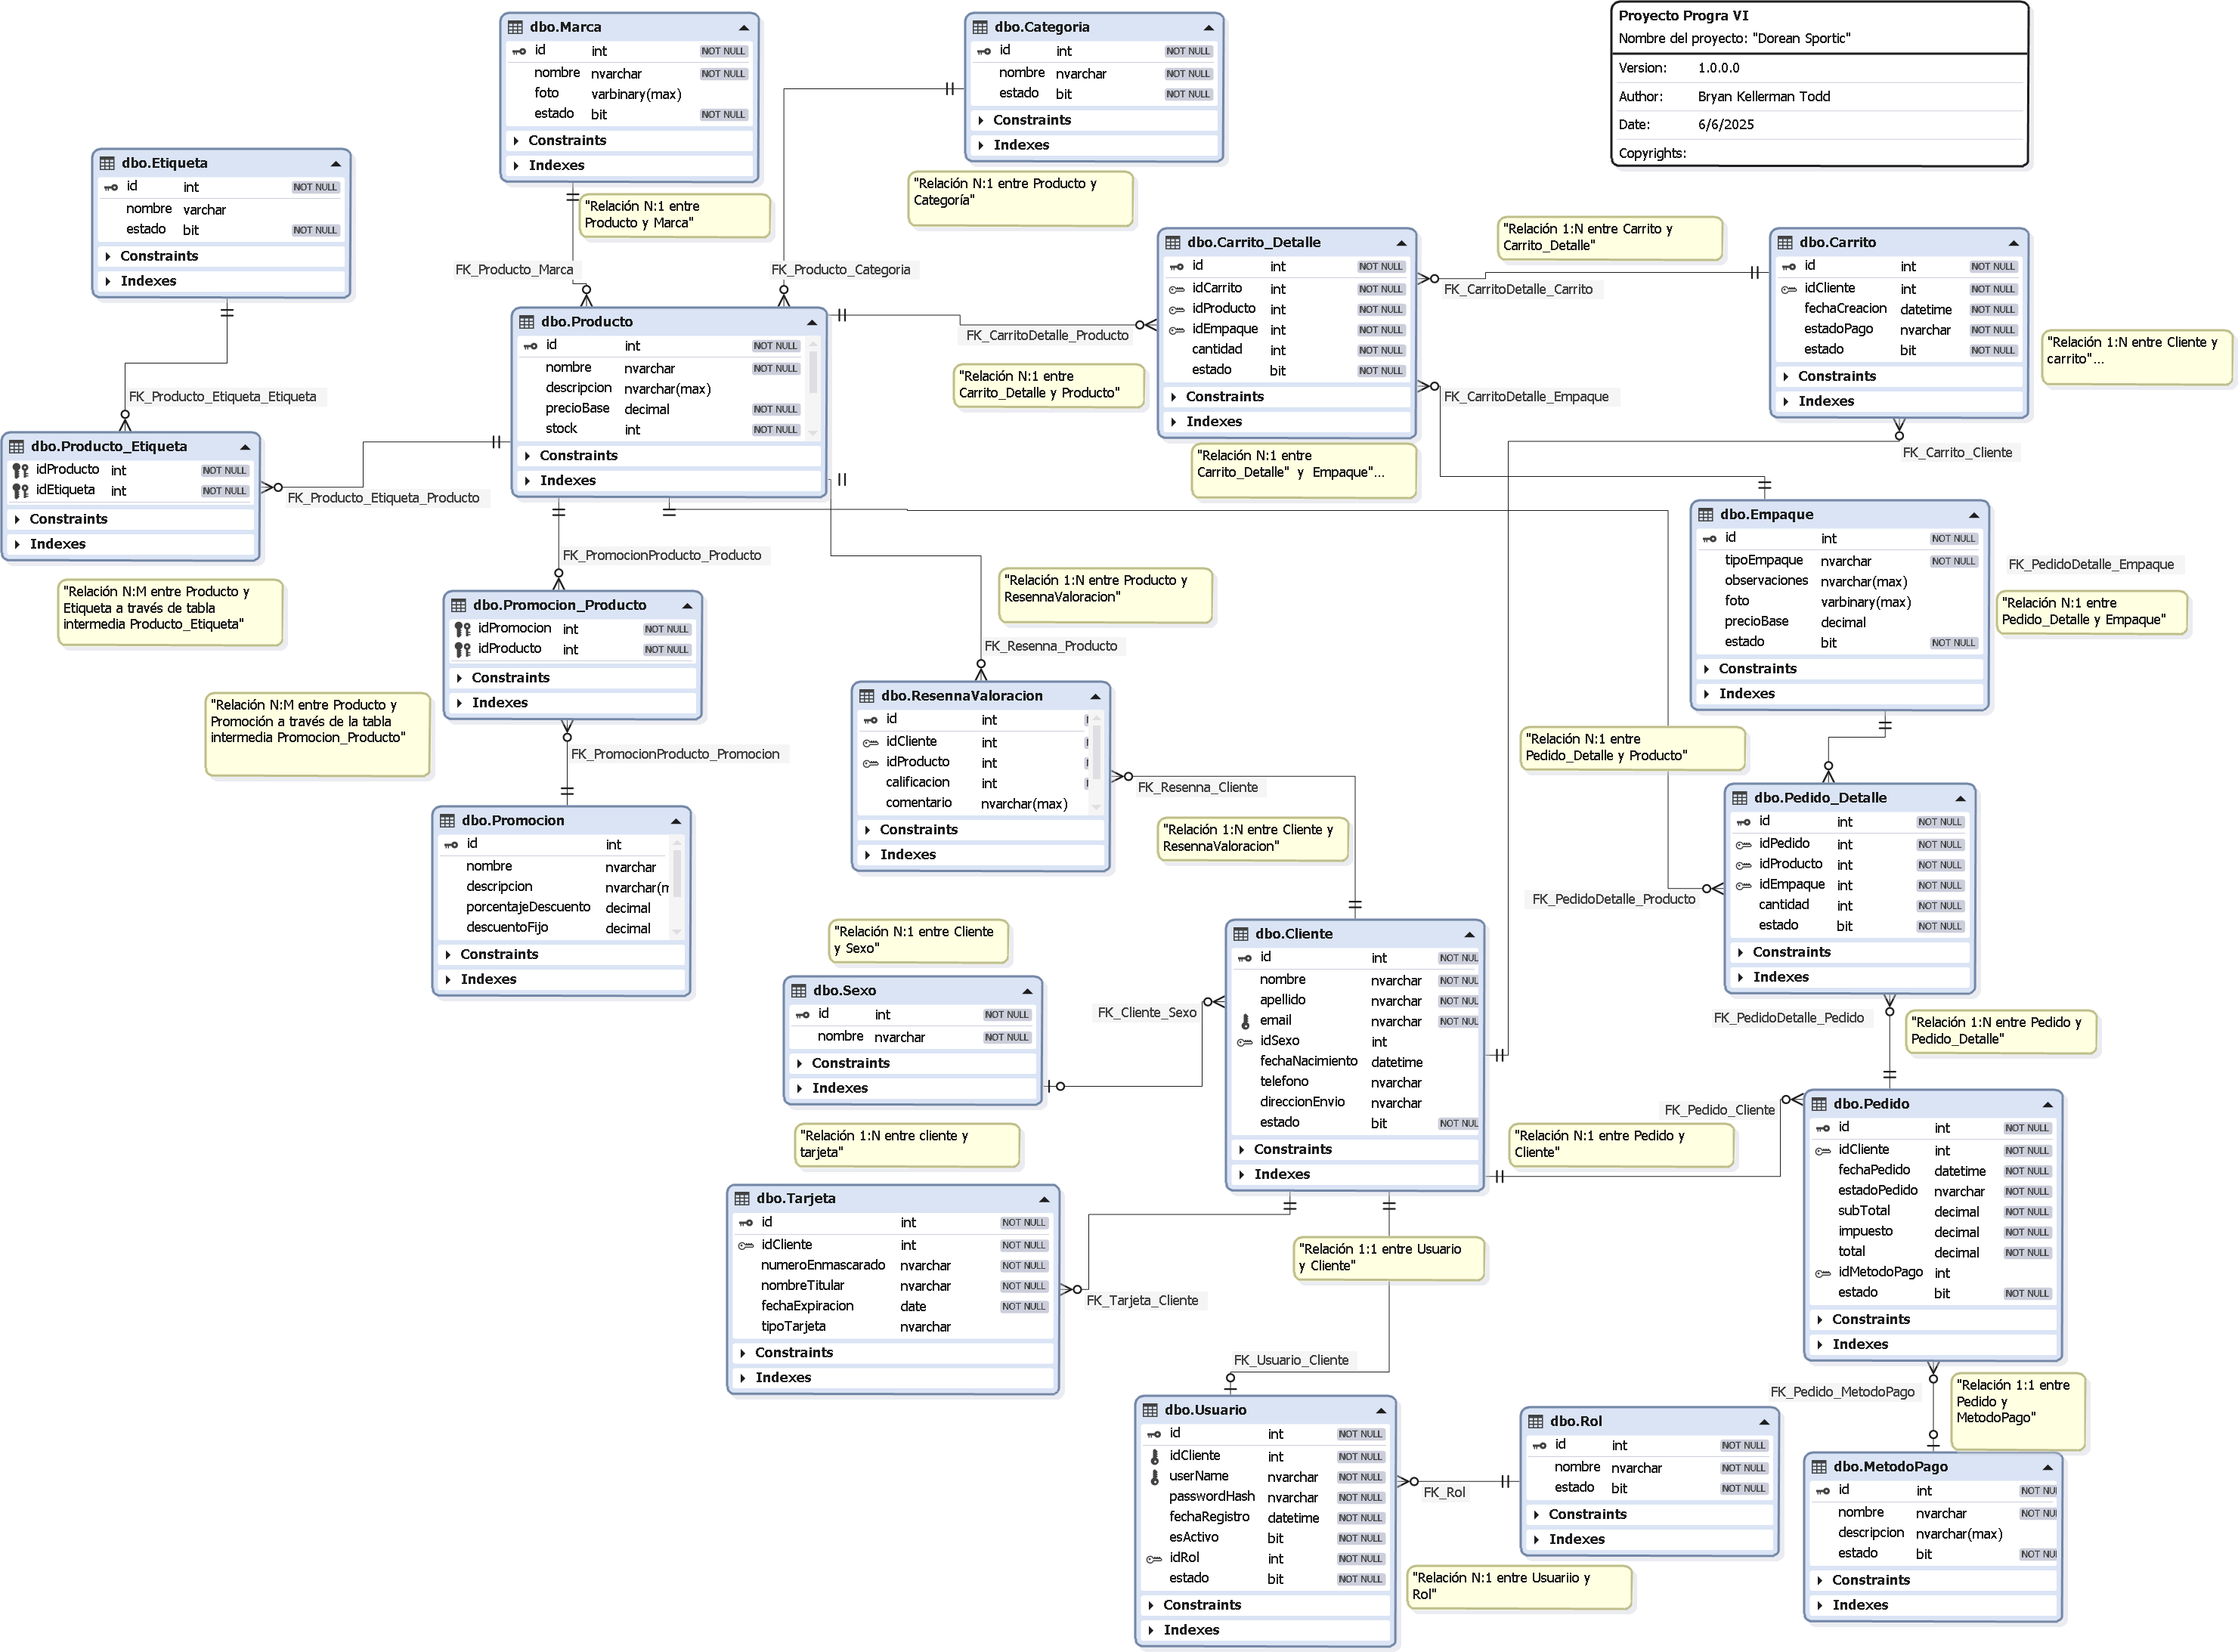 Proyecto Progra VI
Nombre del proyecto: "Dorean Sportic"
Version: 1.0.0.0
Author: Bryan Kellerman Todd
Date: 6/6/2025
Copyrights:
dbo.Marca
id int NOT NULL
nombre nvarchar NOT NULL
foto varbinary(max)
estado bit NOT NULL
Constraints
Indexes
"Relación N:1 entre
Producto y Marca"
FK_Producto_Marca
dbo.Categoria
id int NOT NULL
nombre nvarchar NOT NULL
estado bit NOT NULL
Constraints
Indexes
"Relación N:1 entre Producto y
Categoría"
FK_Producto_Categoria
dbo.Etiqueta
id int NOT NULL
nombre varchar
estado bit NOT NULL
Constraints
Indexes
FK_Producto_Etiqueta_Etiqueta
dbo.Producto_Etiqueta
idProducto int NOT NULL
idEtiqueta int NOT NULL
Constraints
Indexes
FK_Producto_Etiqueta_Producto
"Relación N:M entre Producto y
Etiqueta a través de tabla
intermedia Producto_Etiqueta"
dbo.Producto
id int NOT NULL
nombre nvarchar NOT NULL
descripcion nvarchar(max)
precioBase decimal NOT NULL
stock int NOT NULL
Constraints
Indexes
FK_CarritoDetalle_Producto
"Relación N:1 entre
Carrito_Detalle y Producto"
dbo.Carrito_Detalle
id int NOT NULL
idCarrito int NOT NULL
idProducto int NOT NULL
idEmpaque int NOT NULL
cantidad int NOT NULL
estado bit NOT NULL
Constraints
Indexes
"Relación N:1 entre
Carrito_Detalle" y Empaque"...
"Relación 1:N entre Carrito y
Carrito_Detalle"
FK_CarritoDetalle_Carrito
FK_CarritoDetalle_Empaque
dbo.Carrito
id int NOT NULL
idCliente int NOT NULL
fechaCreacion datetime NOT NULL
estadoPago nvarchar NOT NULL
estado bit NOT NULL
Constraints
Indexes
"Relación 1:N entre Cliente y
carrito"...
FK_Carrito_Cliente
dbo.Empaque
id int NOT NULL
tipoEmpaque nvarchar NOT NULL
observaciones nvarchar(max)
foto varbinary(max)
precioBase decimal
estado bit NOT NULL
Constraints
Indexes
FK_PedidoDetalle_Empaque
"Relación N:1 entre
Pedido_Detalle y Empaque"
FK_PromocionProducto_Producto
dbo.Promocion_Producto
idPromocion int NOT NULL
idProducto int NOT NULL
Constraints
Indexes
"Relación N:M entre Producto y
Promoción a través de la tabla
intermedia Promocion_Producto"
FK_PromocionProducto_Promocion
dbo.Promocion
id int
nombre nvarchar
descripcion nvarchar(m
porcentajeDescuento decimal
descuentoFijo decimal
Constraints
Indexes
"Relación 1:N entre Producto y
ResennaValoracion"
FK_Resenna_Producto
dbo.ResennaValoracion
id int
idCliente int
idProducto int
calificacion int
comentario nvarchar(max)
Constraints
Indexes
FK_Resenna_Cliente
"Relación 1:N entre Cliente y
ResennaValoracion"
"Relación N:1 entre
Pedido_Detalle y Producto"
FK_PedidoDetalle_Producto
dbo.Pedido_Detalle
id int NOT NULL
idPedido int NOT NULL
idProducto int NOT NULL
idEmpaque int NOT NULL
cantidad int NOT NULL
estado bit NOT NULL
Constraints
Indexes
FK_PedidoDetalle_Pedido
"Relación 1:N entre Pedido y
Pedido_Detalle"
"Relación N:1 entre Cliente
y Sexo"
dbo.Sexo
id int NOT NULL
nombre nvarchar NOT NULL
Constraints
Indexes
FK_Cliente_Sexo
dbo.Cliente
id int NOT NUL
nombre nvarchar NOT NUL
apellido nvarchar NOT NUL
email nvarchar NOT NUL
idSexo int
fechaNacimiento datetime
telefono nvarchar
direccionEnvio nvarchar
estado bit NOT NUL
Constraints
Indexes
"Relación 1:N entre cliente y
tarjeta"
dbo.Tarjeta
id int NOT NULL
idCliente int NOT NULL
numeroEnmascarado nvarchar NOT NULL
nombreTitular nvarchar NOT NULL
fechaExpiracion date NOT NULL
tipoTarjeta nvarchar
Constraints
Indexes
FK_Tarjeta_Cliente
"Relación 1:1 entre Usuario
y Cliente"
FK_Usuario_Cliente
FK_Pedido_Cliente
"Relación N:1 entre Pedido y
Cliente"
dbo.Pedido
id int NOT NULL
idCliente int NOT NULL
fechaPedido datetime NOT NULL
estadoPedido nvarchar NOT NULL
subTotal decimal NOT NULL
impuesto decimal NOT NULL
total decimal NOT NULL
idMetodoPago int
estado bit NOT NULL
Constraints
Indexes
FK_Pedido_MetodoPago
"Relación 1:1 entre
Pedido y
MetodoPago"
dbo.Usuario
id int NOT NULL
idCliente int NOT NULL
userName nvarchar NOT NULL
passwordHash nvarchar NOT NULL
fechaRegistro datetime NOT NULL
esActivo bit NOT NULL
idRol int NOT NULL
estado bit NOT NULL
Constraints
Indexes
FK_Rol
dbo.Rol
id int NOT NULL
nombre nvarchar NOT NULL
estado bit NOT NULL
Constraints
Indexes
"Relación N:1 entre Usuariio y
Rol"
dbo.MetodoPago
id int NOT NU
nombre nvarchar NOT NU
descripcion nvarchar(max)
estado bit NOT NU
Constraints
Indexes